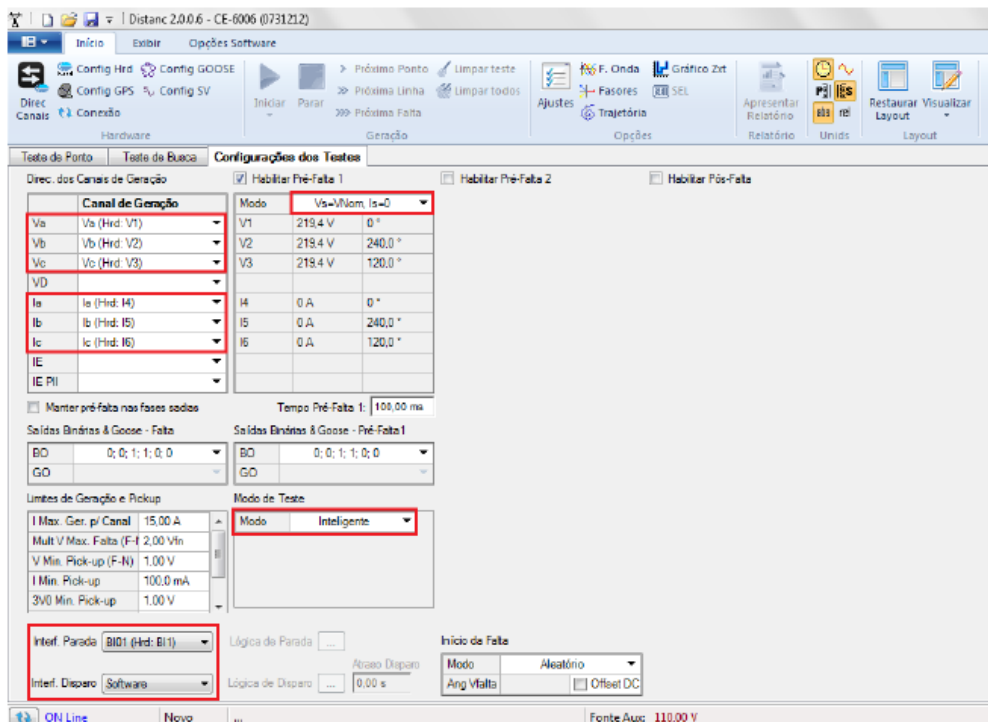 Distanc 2.0.0.6 - CE-6006 (0731212)
Início Exibir Opções Software
Config Hrd Config GOOSE Próximo Ponto Limpar teste F. Onda Gráfico Zxt
Config GPS Config SV Próxima Linha Limpar todos Fasores SEL
Direc Canais Conexão Iniciar Parar Próxima Falta Ajustes Trajetória Apresentar Relatório abs rel Restaurar Layout Visualizar
Hardware Geração Opções Relatório Unids Layout
Teste de Ponto Teste de Busca Configurações dos Testes
Direc. dos Canais de Geração Habilitar Pré-Falta 1 Habilitar Pré-Falta 2 Habilitar Pós-Falta
Canal de Geração Modo Vs=VNom, Is=0
Va Va (Hrd: V1) V1 219,4 V 0 °
Vb Vb (Hrd: V2) V2 219.4 V 240,0 °
Vc Vc (Hrd: V3) V3 219.4 V 120.0 °
VD
Ia Ia (Hrd: I4) I4 0 A 0 °
Ib Ib (Hrd: I5) I5 0 A 240,0 °
Ic Ic (Hrd: I6) I6 0 A 120,0 °
IE
IE PII
Manter pré-falta nas fases sadias Tempo Pré-Falta 1: 100,00 ms
Saídas Binárias & Goose - Falta Saídas Binárias & Goose - Pré-Falta1
BO 0; 0; 1; 1; 0; 0 BO 0; 0; 1; 1; 0; 0
GO GO
Limites de Geração e Pickup Modo de Teste
I Max. Ger. p/ Canal 15,00 A Modo Inteligente
Mult V Max. Falta (F-N 2,00 Vfn
V Min. Pick-up (F-N) 1.00 V
I Min. Pick-up 100.0 mA
3V0 Min. Pick-up 1.00 V
Interf. Parada BI01 (Hrd: BI1) Lógica de Parada ... Início da Falta
Atraso Disparo Modo Aleatório
Interf. Disparo Software Lógica de Disparo ... 0,00 s Ang Vfalta Offset DC
ON Line Novo ... Fonte Aux: 110.00 V